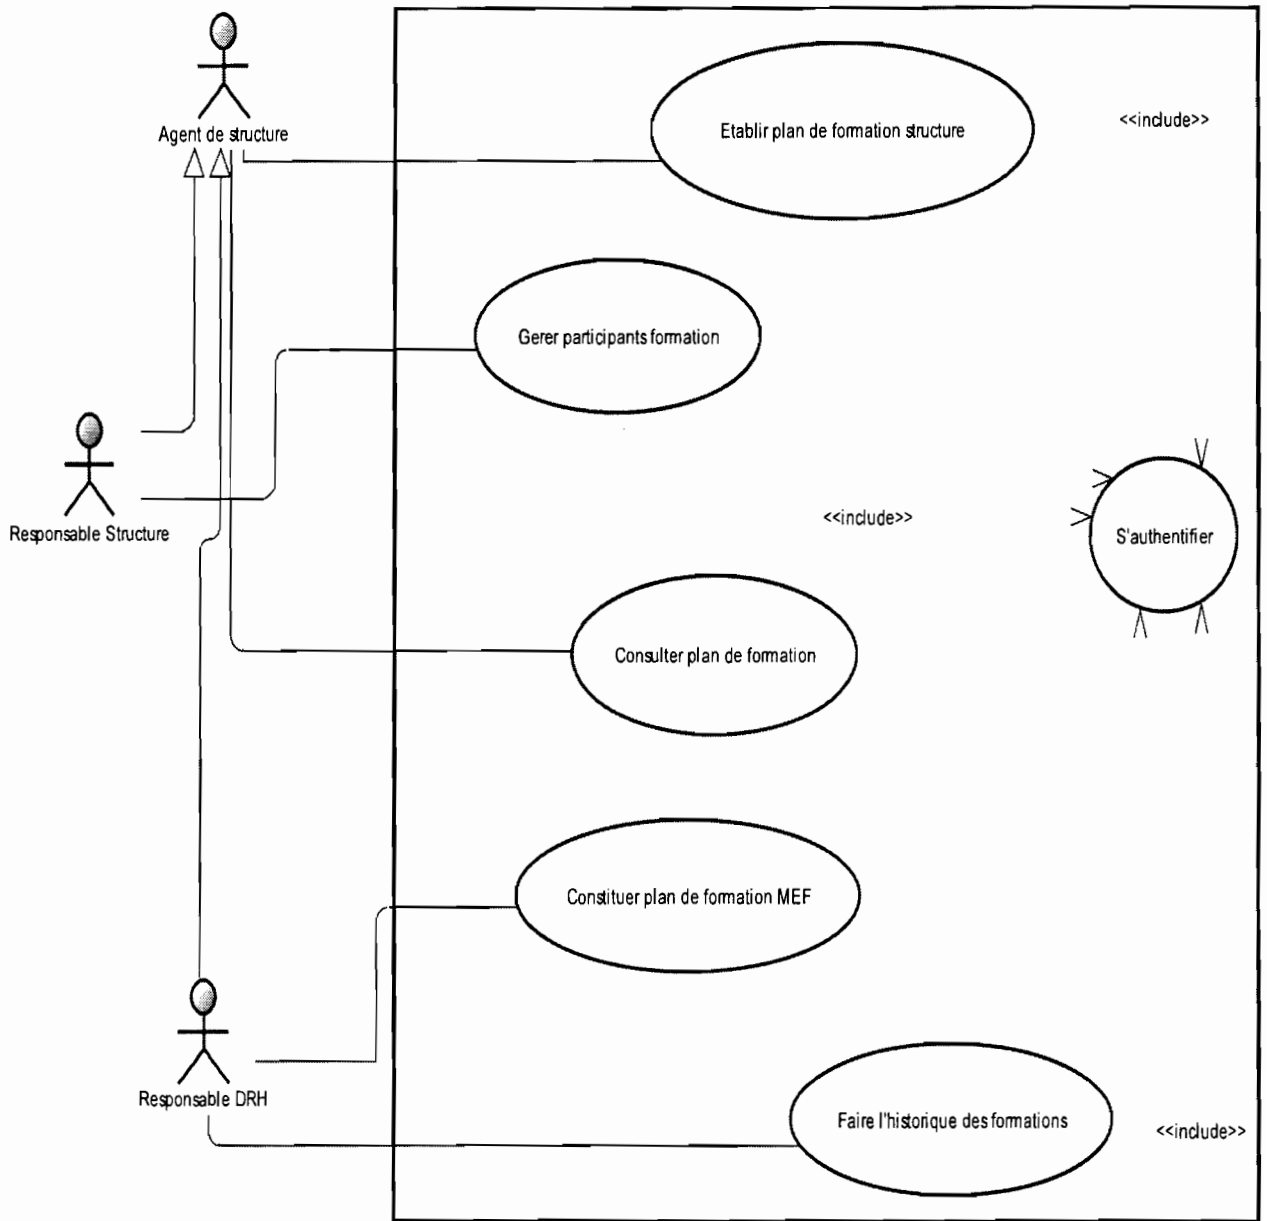 Agent de structure
Etablir plan de formation structure
<<include>>
Gerer participants formation
Responsable Structure
<<include>>
S'authentifier
Consulter plan de formation
Constituer plan de formation MEF
Responsable DRH
Faire l'historique des formations
<<include>>